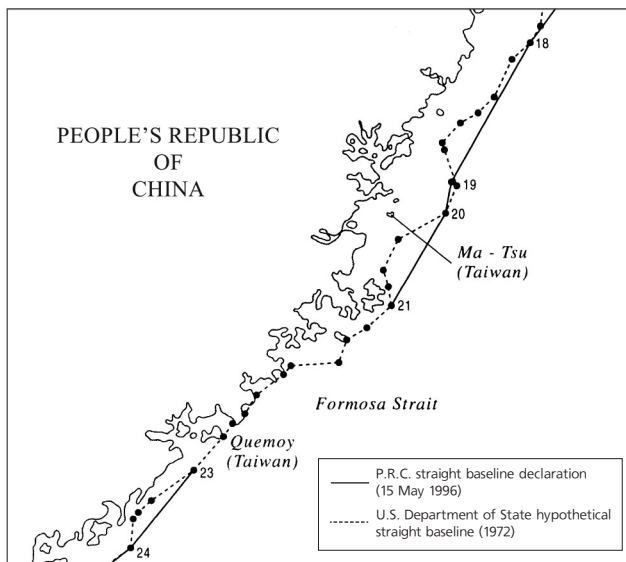 18
PEOPLE'S REPUBLIC
OF
CHINA
19
20
Ma - Tsu
(Taiwan)
21
Formosa Strait
Quemoy
(Taiwan)
23
24
P.R.C. straight baseline declaration
(15 May 1996)
U.S. Department of State hypothetical
straight baseline (1972)